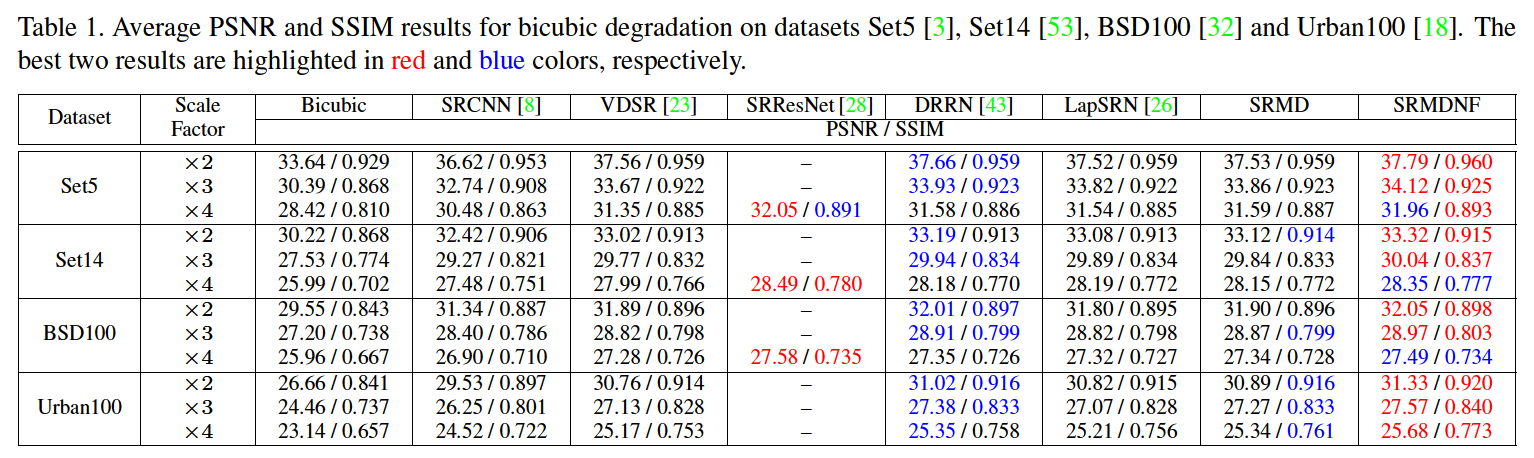 Table 1. Average PSNR and SSIM results for bicubic degradation on datasets Set5 [3], Set14 [53], BSD100 [32] and Urban100 [18]. The
best two results are highlighted in red and blue colors, respectively.
Dataset Scale Factor Bicubic SRCNN [8] VDSR [23] SRResNet [28] DRRN [43] LapSRN [26] SRMD SRMDNF
PSNR / SSIM
×2 33.64 / 0.929 36.62 / 0.953 37.56 / 0.959 – 37.66 / 0.959 37.52 / 0.959 37.53 / 0.959 37.79 / 0.960
Set5 ×3 30.39 / 0.868 32.74 / 0.908 33.67 / 0.922 – 33.93 / 0.923 33.82 / 0.922 33.86 / 0.923 34.12 / 0.925
×4 28.42 / 0.810 30.48 / 0.863 31.35 / 0.885 32.05 / 0.891 31.58 / 0.886 31.54 / 0.885 31.59 / 0.887 31.96 / 0.893
×2 30.22 / 0.868 32.42 / 0.906 33.02 / 0.913 – 33.19 / 0.913 33.08 / 0.913 33.12 / 0.914 33.32 / 0.915
Set14 ×3 27.53 / 0.774 29.27 / 0.821 29.77 / 0.832 – 29.94 / 0.834 29.89 / 0.834 29.84 / 0.833 30.04 / 0.837
×4 25.99 / 0.702 27.48 / 0.751 27.99 / 0.766 28.49 / 0.780 28.18 / 0.770 28.19 / 0.772 28.15 / 0.772 28.35 / 0.777
×2 29.55 / 0.843 31.34 / 0.887 31.89 / 0.896 – 32.01 / 0.897 31.80 / 0.895 31.90 / 0.896 32.05 / 0.898
BSD100 ×3 27.20 / 0.738 28.40 / 0.786 28.82 / 0.798 – 28.91 / 0.799 28.82 / 0.798 28.87 / 0.799 28.97 / 0.803
×4 25.96 / 0.667 26.90 / 0.710 27.28 / 0.726 27.58 / 0.735 27.35 / 0.726 27.32 / 0.727 27.34 / 0.728 27.49 / 0.734
×2 26.66 / 0.841 29.53 / 0.897 30.76 / 0.914 – 31.02 / 0.916 30.82 / 0.915 30.89 / 0.916 31.33 / 0.920
Urban100 ×3 24.46 / 0.737 26.25 / 0.801 27.13 / 0.828 – 27.38 / 0.833 27.07 / 0.828 27.27 / 0.833 27.57 / 0.840
×4 23.14 / 0.657 24.52 / 0.722 25.17 / 0.753 – 25.35 / 0.758 25.21 / 0.756 25.34 / 0.761 25.68 / 0.773